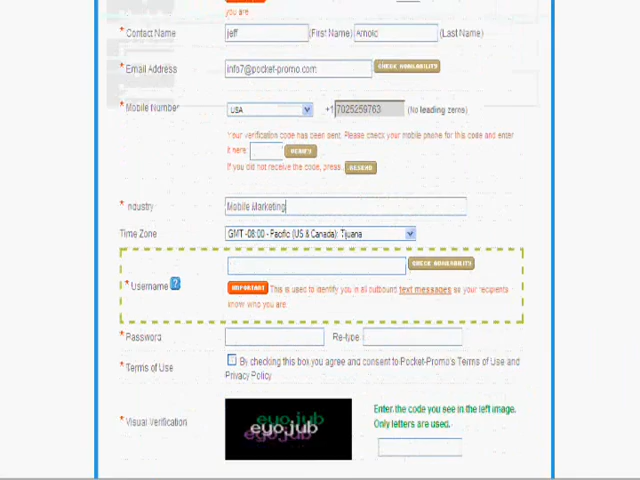 you are.
* Contact Name jeff (First Name) Arnold (Last Name)
* Email Address info7@pocket-promo.com CHECK AVAILABILITY
* Mobile Number USA +1 7025259763 (No leading zeros)
Your verification code has been sent. Please check your mobile phone for this code and enter
it here: VERIFY
If you did not receive the code, press RESEND
* Industry Mobile Marketing
Time Zone GMT -08:00 - Pacific (US & Canada); Tijuana
CHECK AVAILABILITY
* Username ? IMPORTANT This is used to identify you in all outbound text messages so your recipients
know who you are.
* Password Re-type
* Terms of Use By checking this box you agree and consent to Pocket-Promo's Terms of Use and
Privacy Policy
* Visual Verification eyo.jub
Enter the code you see in the left image.
Only letters are used.